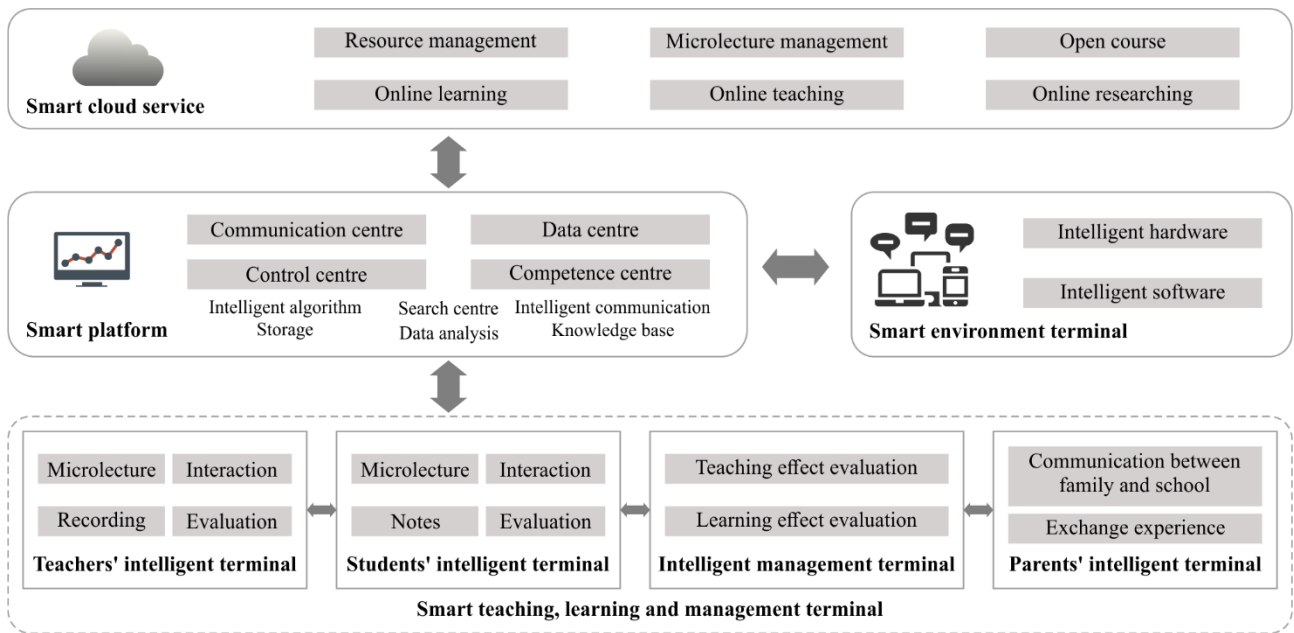 Resource management
Microlecture management
Open course
Online learning
Online teaching
Online researching
Smart cloud service
Communication centre
Data centre
Control centre
Competence centre
Intelligent algorithm
Storage
Search centre
Data analysis
Intelligent communication
Knowledge base
Smart platform
Intelligent hardware
Intelligent software
Smart environment terminal
Microlecture
Interaction
Recording
Evaluation
Teachers' intelligent terminal
Microlecture
Interaction
Notes
Evaluation
Students' intelligent terminal
Teaching effect evaluation
Learning effect evaluation
Intelligent management terminal
Communication between
family and school
Exchange experience
Parents' intelligent terminal
Smart teaching, learning and management terminal